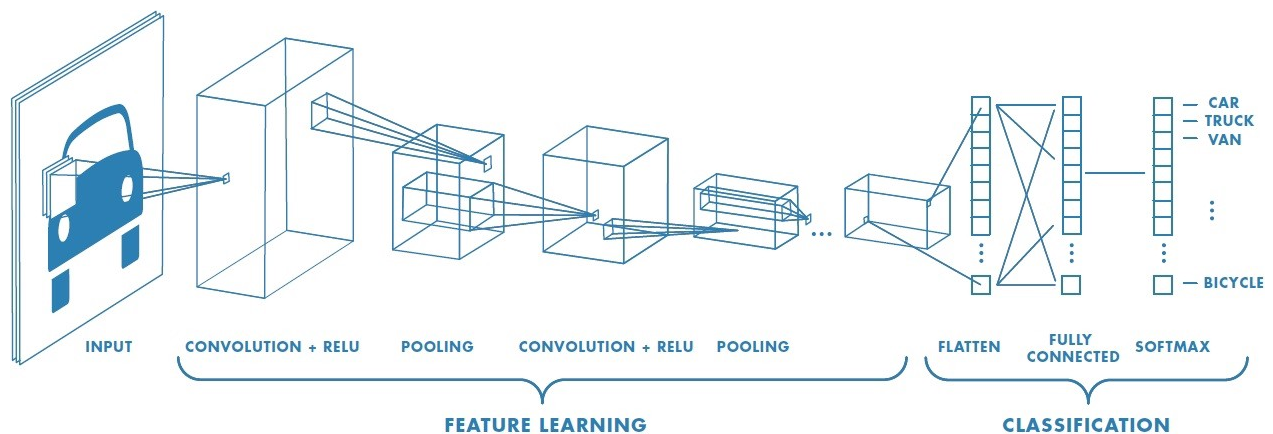 CAR
TRUCK
VAN
BICYCLE
INPUT
CONVOLUTION + RELU
POOLING
CONVOLUTION + RELU
POOLING
FLATTEN
FULLY
CONNECTED
SOFTMAX
FEATURE LEARNING
CLASSIFICATION